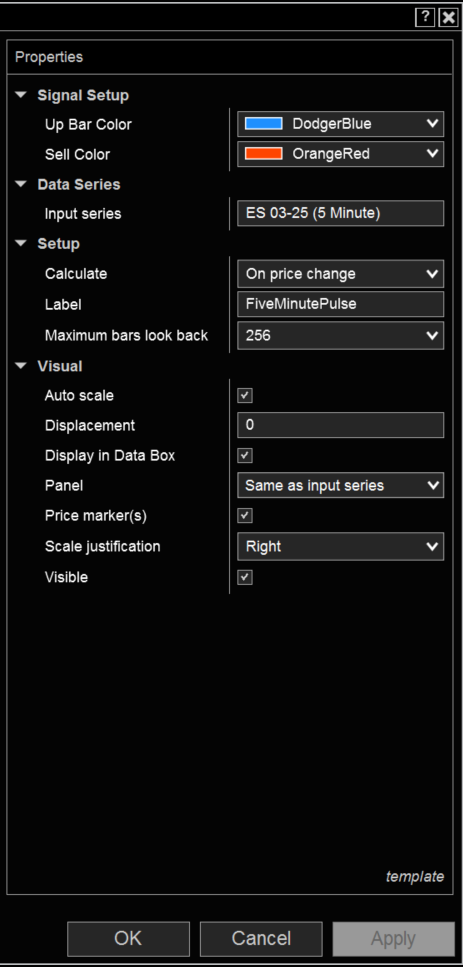 ?
Properties
Signal Setup
Up Bar Color DodgerBlue
Sell Color OrangeRed
Data Series
Input series ES 03-25 (5 Minute)
Setup
Calculate On price change
Label FiveMinutePulse
Maximum bars look back 256
Visual
Auto scale
Displacement 0
Display in Data Box
Panel Same as input series
Price marker(s)
Scale justification Right
Visible
template
OK Cancel Apply